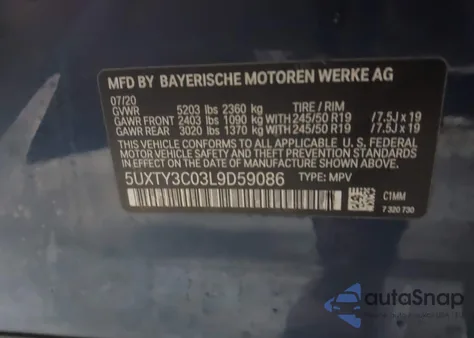 MFD BY BAYERISCHE MOTOREN WERKE AG
07/20
GVWR 5203 lbs 2360 kg TIRE / RIM
GAWR FRONT 2403 lbs 1090 kg WITH 245/50 R19 /7.5J x 19
GAWR REAR 3020 lbs 1370 kg WITH 245/50 R19 /7.5J x 19
THIS VEHICLE CONFORMS TO ALL APPLICABLE U. S. FEDERAL
MOTOR VEHICLE SAFETY, BUMPER, AND THEFT PREVENTION
STANDARDS IN EFFECT ON THE DATE OF MANUFACTURE
SHOWN ABOVE.
5UXTY3C03L9D59086 TYPE: MPV
C1MM
7 320 730
autoSnap